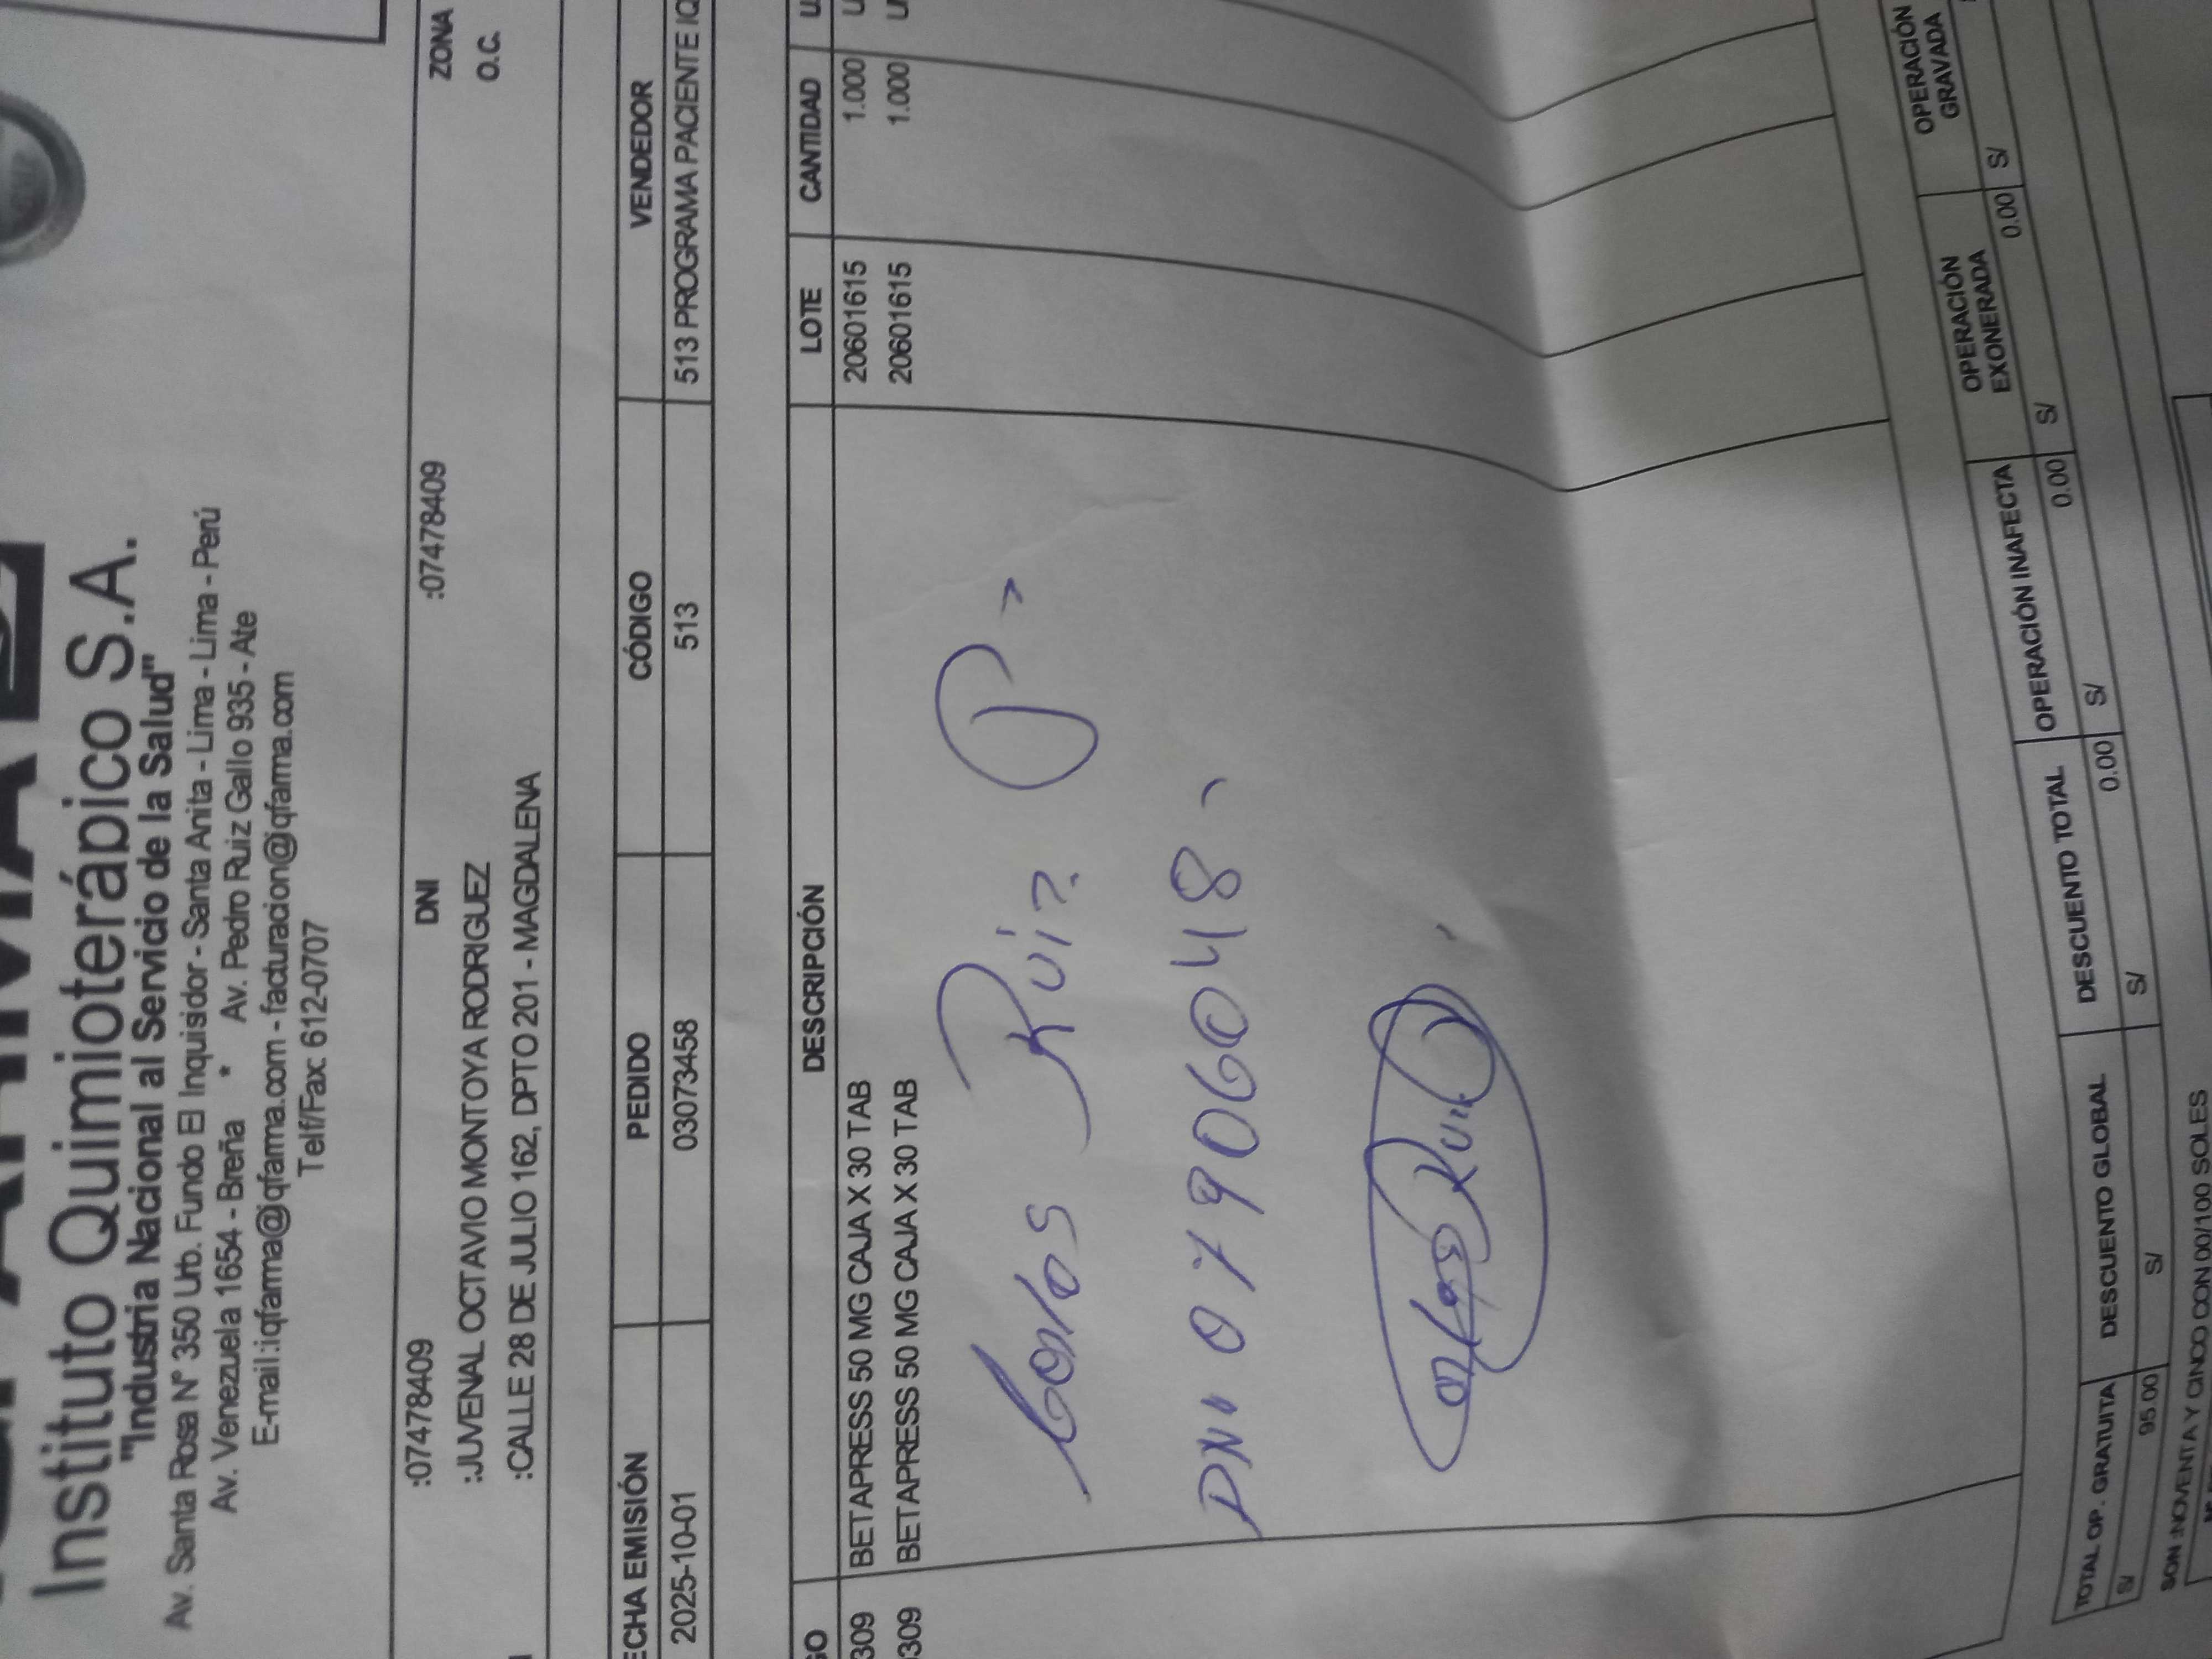 Instituto Quimioterápico S.A.
"Industria Nacional al Servicio de la Salud"
Av. Santa Rosa N° 350 Urb. Fundo El Inquisidor - Santa Anita - Lima - Lima - Perú
Av. Venezuela 1654 - Breña * Av. Pedro Ruiz Gallo 935 - Ate
E-mail:iqfarma@qfarma.com - facturacion@qfarma.com
Telf/Fax: 612-0707
:07478409 DNI :07478409 ZONA
:JUVENAL OCTAVIO MONTOYA RODRIGUEZ O.C.
:CALLE 28 DE JULIO 162, DPTO 201 - MAGDALENA
ECHA EMISIÓN PEDIDO CÓDIGO VENDEDOR
2025-10-01 03073458 513 513 PROGRAMA PACIENTE IQ
GO DESCRIPCIÓN LOTE CANTIDAD U
309 BETAPRESS 50 MG CAJA X 30 TAB 20601615 1.000 U
309 BETAPRESS 50 MG CAJA X 30 TAB 20601615 1.000 U
Carlos Ruiz P
DNI 07906048
Carlos Ruiz
TOTAL OP. GRATUITA DESCUENTO GLOBAL DESCUENTO TOTAL OPERACIÓN INAFECTA OPERACIÓN EXONERADA OPERACIÓN GRAVADA
S/ 95.00 S/ S/ 0.00 S/ 0.00 S/ 0.00 S/
SON :NOVENTA Y CINCO CON 00/100 SOLES